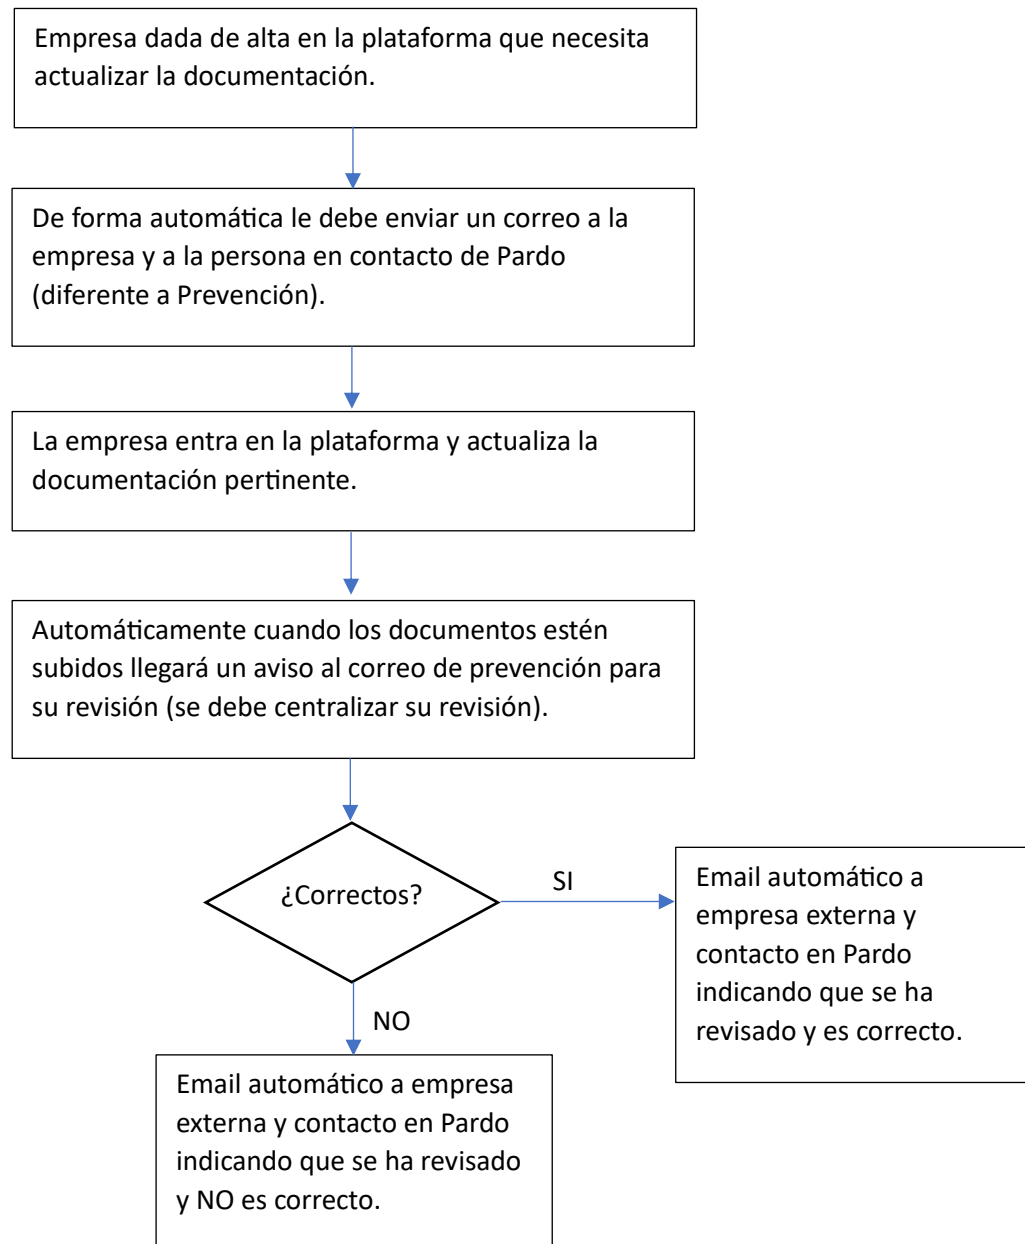 Empresa dada de alta en la plataforma que necesita
actualizar la documentación.
De forma automática le debe enviar un correo a la
empresa y a la persona en contacto de Pardo
(diferente a Prevención).
La empresa entra en la plataforma y actualiza la
documentación pertinente.
Automáticamente cuando los documentos estén
subidos llegará un aviso al correo de prevención para
su revisión (se debe centralizar su revisión).
¿Correctos?
SI
Email automático a
empresa externa y
contacto en Pardo
indicando que se ha
revisado y es correcto.
NO
Email automático a empresa
externa y contacto en Pardo
indicando que se ha revisado
y NO es correcto.